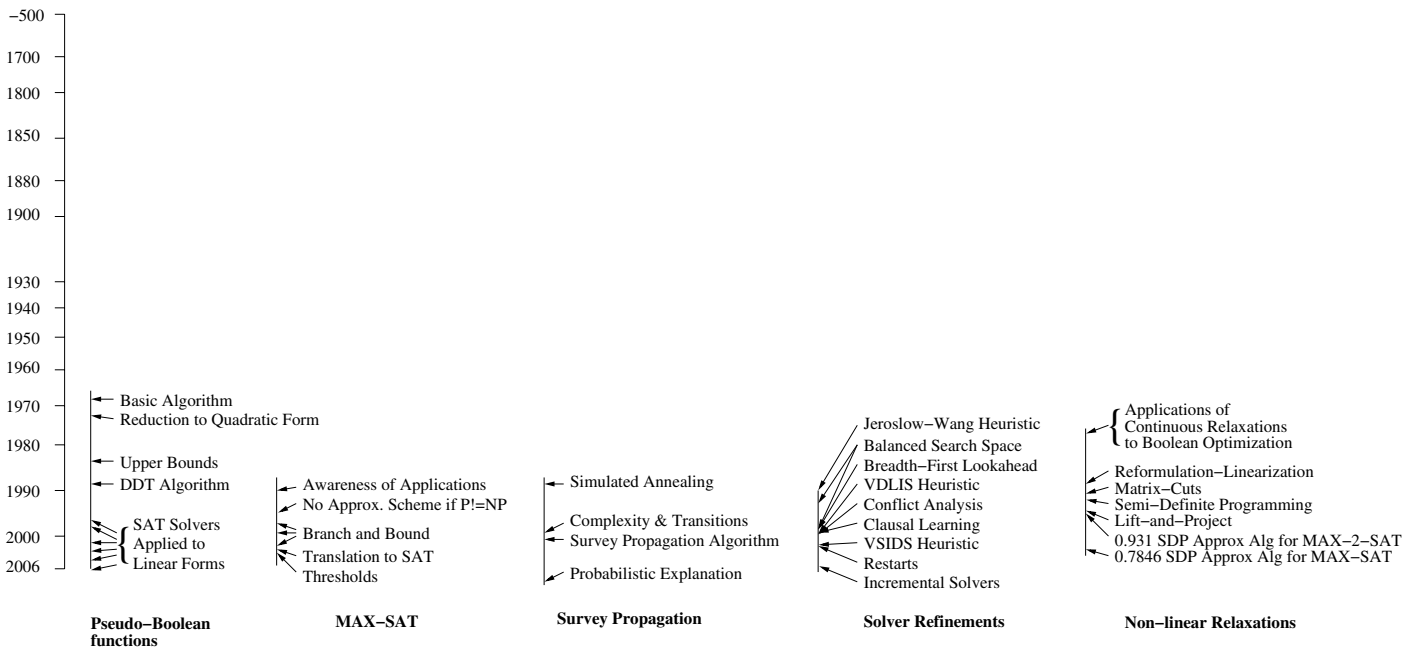 −500
1700
1800
1850
1880
1900
1930
1940
1950
1960
1970
1980
1990
2000
2006
Basic Algorithm
Reduction to Quadratic Form
Upper Bounds
DDT Algorithm
SAT Solvers
Applied to
Linear Forms
Pseudo−Boolean
functions
Awareness of Applications
No Approx. Scheme if P!=NP
Branch and Bound
Translation to SAT
Thresholds
MAX−SAT
Simulated Annealing
Complexity & Transitions
Survey Propagation Algorithm
Probabilistic Explanation
Survey Propagation
Jeroslow−Wang Heuristic
Balanced Search Space
Breadth−First Lookahead
VDLIS Heuristic
Conflict Analysis
Clausal Learning
VSIDS Heuristic
Restarts
Incremental Solvers
Solver Refinements
Applications of
Continuous Relaxations
to Boolean Optimization
Reformulation−Linearization
Matrix−Cuts
Semi−Definite Programming
Lift−and−Project
0.931 SDP Approx Alg for MAX−2−SAT
0.7846 SDP Approx Alg for MAX−SAT
Non−linear Relaxations